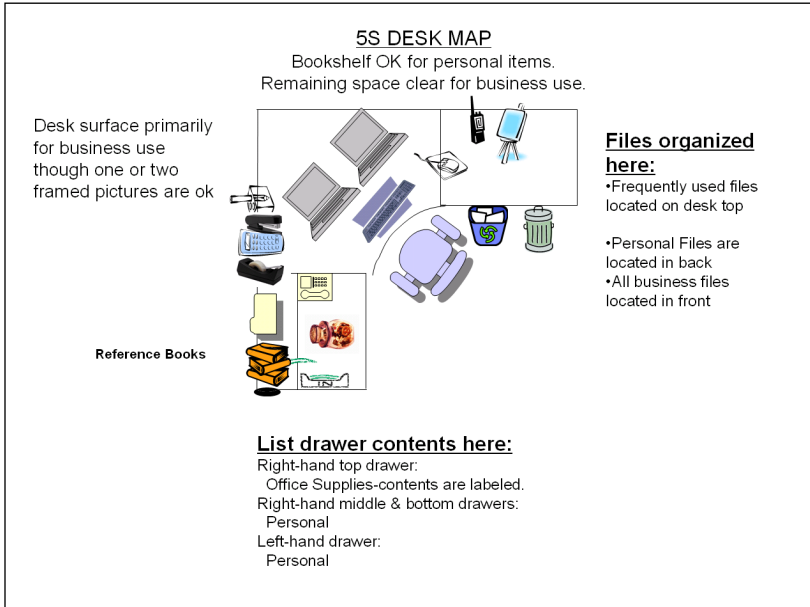 5S DESK MAP
Bookshelf OK for personal items.
Remaining space clear for business use.
Desk surface primarily
for business use
though one or two
framed pictures are ok
Files organized
here:
•Frequently used files
located on desk top
•Personal Files are
located in back
•All business files
located in front
Reference Books
IN
List drawer contents here:
Right-hand top drawer:
Office Supplies-contents are labeled.
Right-hand middle & bottom drawers:
Personal
Left-hand drawer:
Personal